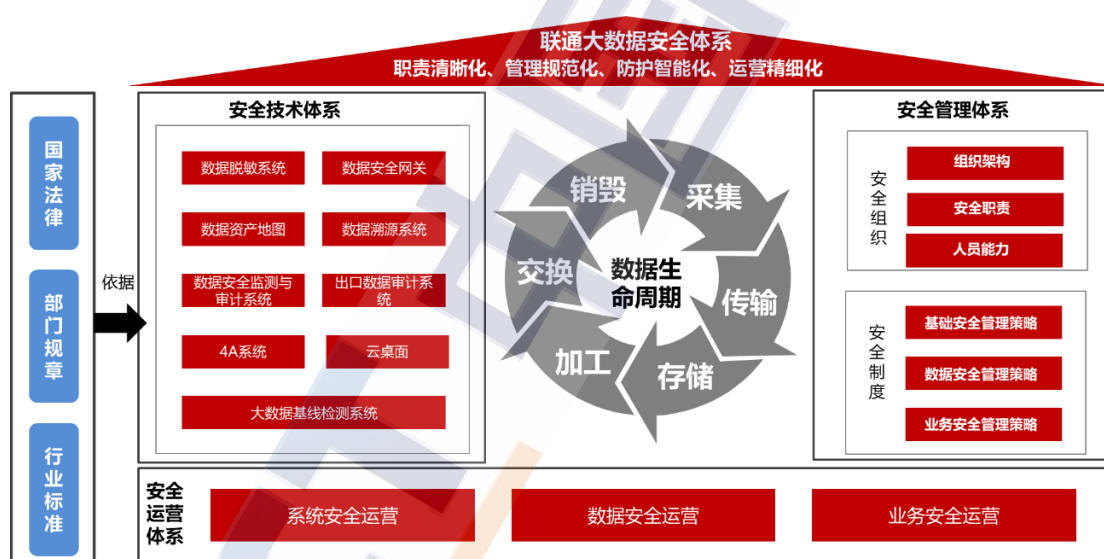 联通大数据安全体系
职责清晰化、管理规范化、防护智能化、运营精细化
国家法律
部门规章
行业标准
依据
安全技术体系
数据脱敏系统
数据安全网关
数据资产地图
数据溯源系统
数据安全监测与
审计系统
出口数据审计系
统
4A系统
云桌面
大数据基线检测系统
数据生
命周期
采集
传输
存储
加工
交换
销毁
安全管理体系
安全组织
组织架构
安全职责
人员能力
安全制度
基础安全管理策略
数据安全管理策略
业务安全管理策略
安全
运营
体系
系统安全运营
数据安全运营
业务安全运营